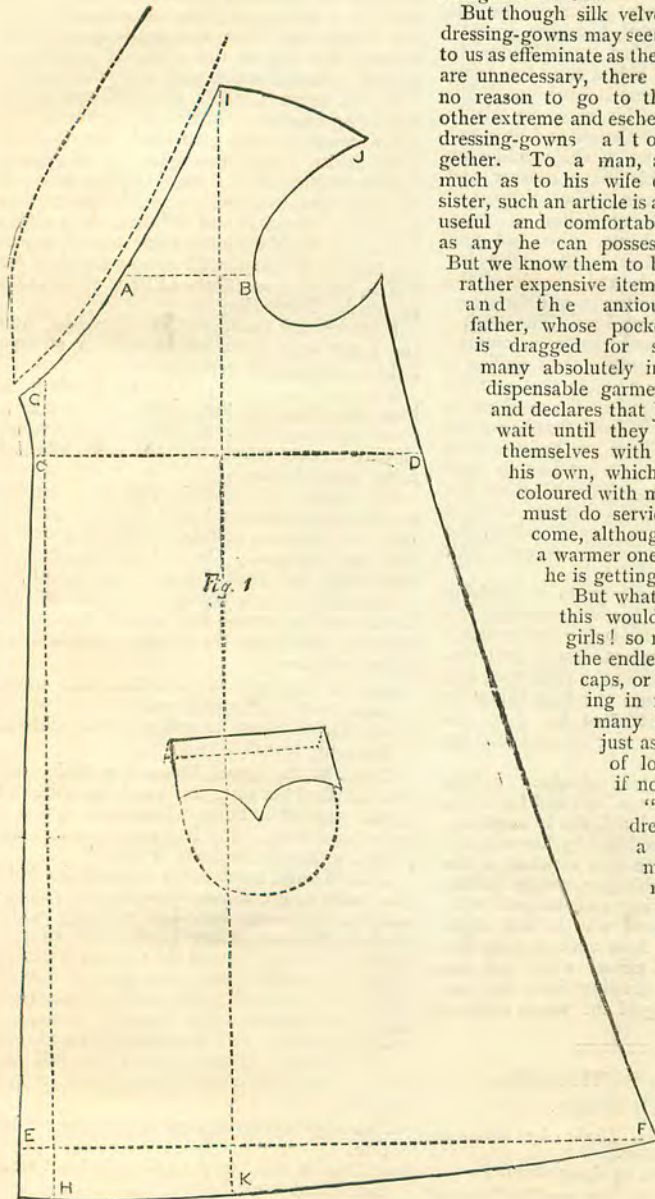 But though silk velv
dressing-gowns may see
to us as effeminate as the
are unnecessary, there
no reason to go to th
other extreme and esche
dressing-gowns alto
gether. To a man, a
much as to his wife o
sister, such an article is a
useful and comfortab
as any he can posses
But we know them to b
rather expensive item
and the anxiou
father, whose pocke
is dragged for s
many absolutely in
dispensable garme
and declares that j
wait until they
themselves with
his own, which
coloured with m
must do servic
come, althoug
a warmer one
he is getting
But what
this would
girls! so
the endle
caps, or
ing in
many
just as
of lo
if no
"
dre
a
I
J
A
B
G
C
D
Fig. 1
E
F
H
K